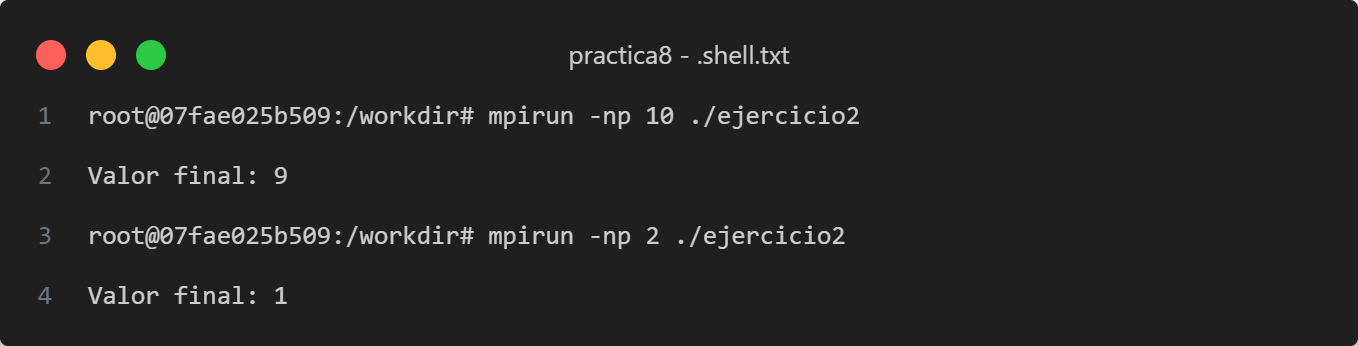 practica8 - .shell.txt
1 root@07fae025b509:/workdir# mpirun -np 10 ./ejercicio2
2 Valor final: 9
3 root@07fae025b509:/workdir# mpirun -np 2 ./ejercicio2
4 Valor final: 1